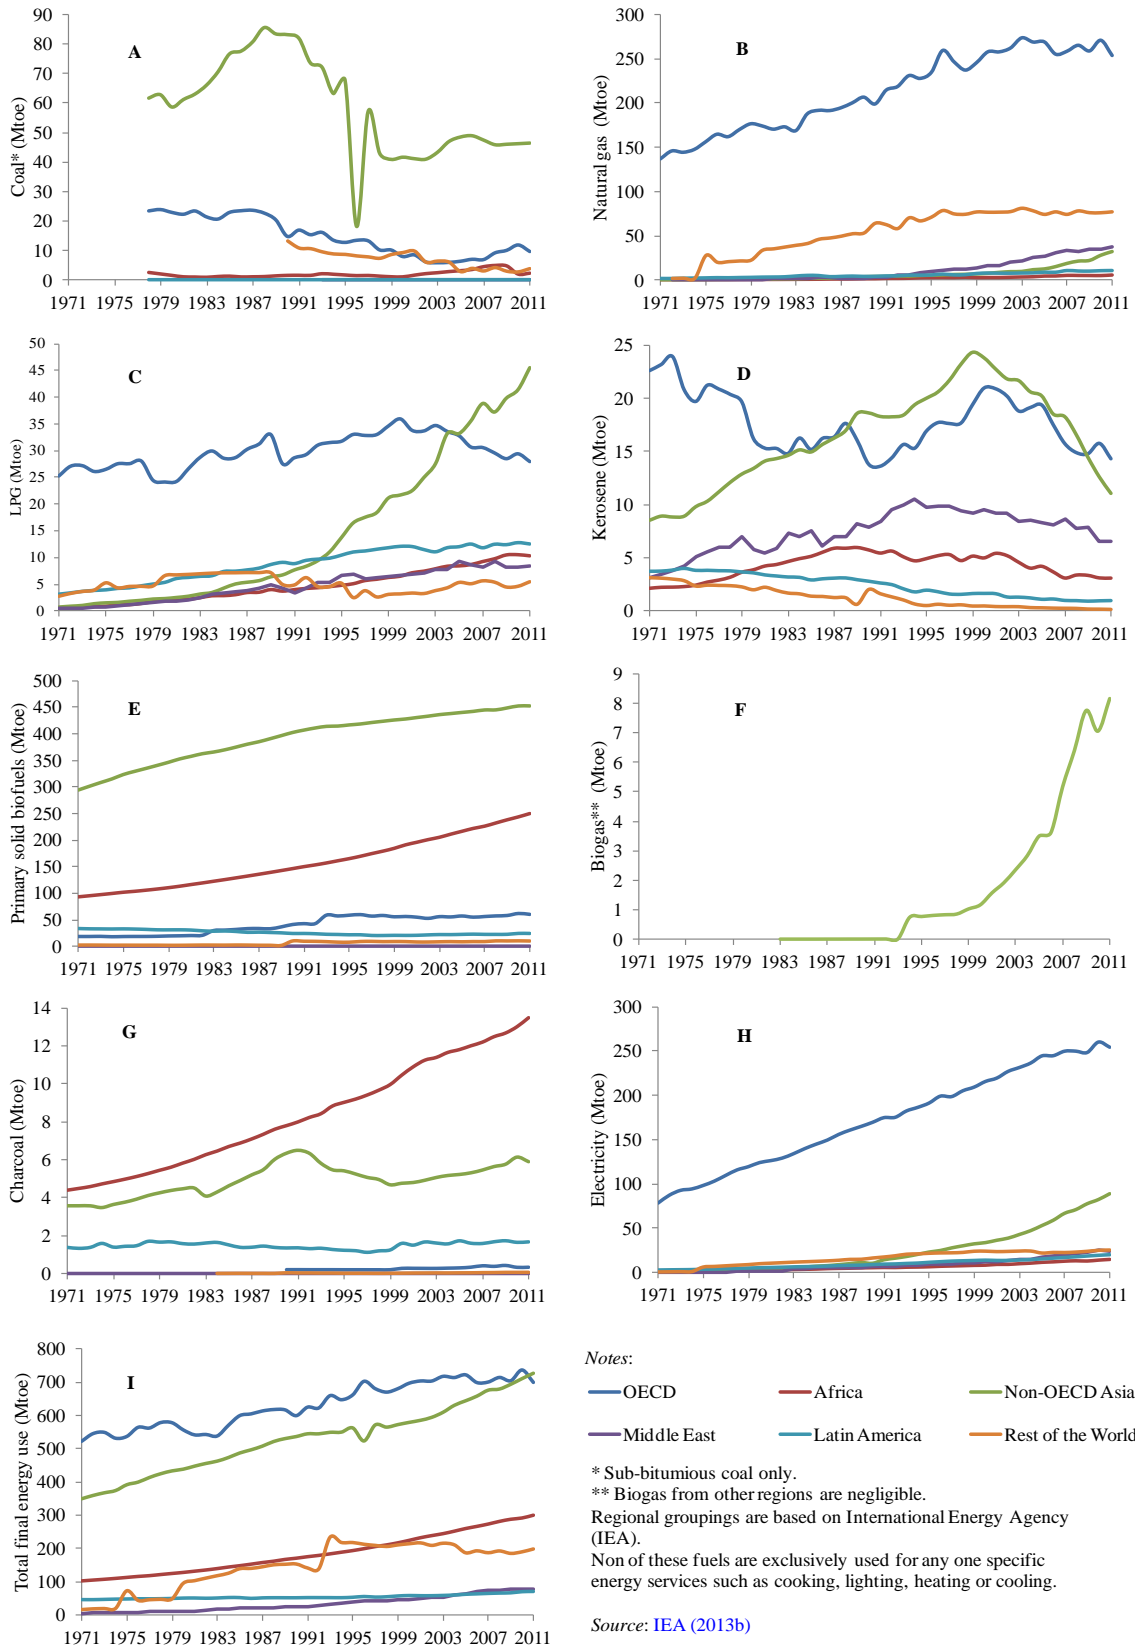 A
Coal* (Mtoe)
90
80
70
60
50
40
30
20
10
0
1971 1975 1979 1983 1987 1991 1995 1999 2003 2007 2011
B
Natural gas (Mtoe)
300
250
200
150
100
50
0
1971 1975 1979 1983 1987 1991 1995 1999 2003 2007 2011
C
LPG (Mtoe)
50
45
40
35
30
25
20
15
10
5
0
1971 1975 1979 1983 1987 1991 1995 1999 2003 2007 2011
D
Kerosene (Mtoe)
25
20
15
10
5
0
1971 1975 1979 1983 1987 1991 1995 1999 2003 2007 2011
E
Primary solid biofuels (Mtoe)
500
450
400
350
300
250
200
150
100
50
0
1971 1975 1979 1983 1987 1991 1995 1999 2003 2007 2011
F
Biogas** (Mtoe)
9
8
7
6
5
4
3
2
1
0
1971 1975 1979 1983 1987 1991 1995 1999 2003 2007 2011
G
Charcoal (Mtoe)
14
12
10
8
6
4
2
0
1971 1975 1979 1983 1987 1991 1995 1999 2003 2007 2011
H
Electricity (Mtoe)
300
250
200
150
100
50
0
1971 1975 1979 1983 1987 1991 1995 1999 2003 2007 2011
I
Total final energy use (Mtoe)
800
700
600
500
400
300
200
100
0
1971 1975 1979 1983 1987 1991 1995 1999 2003 2007 2011
Notes:
OECD Africa Non-OECD Asia
Middle East Latin America Rest of the World
* Sub-bitumious coal only.
** Biogas from other regions are negligible.
Regional groupings are based on International Energy Agency
(IEA).
Non of these fuels are exclusively used for any one specific
energy services such as cooking, lighting, heating or cooling.
Source: IEA (2013b)